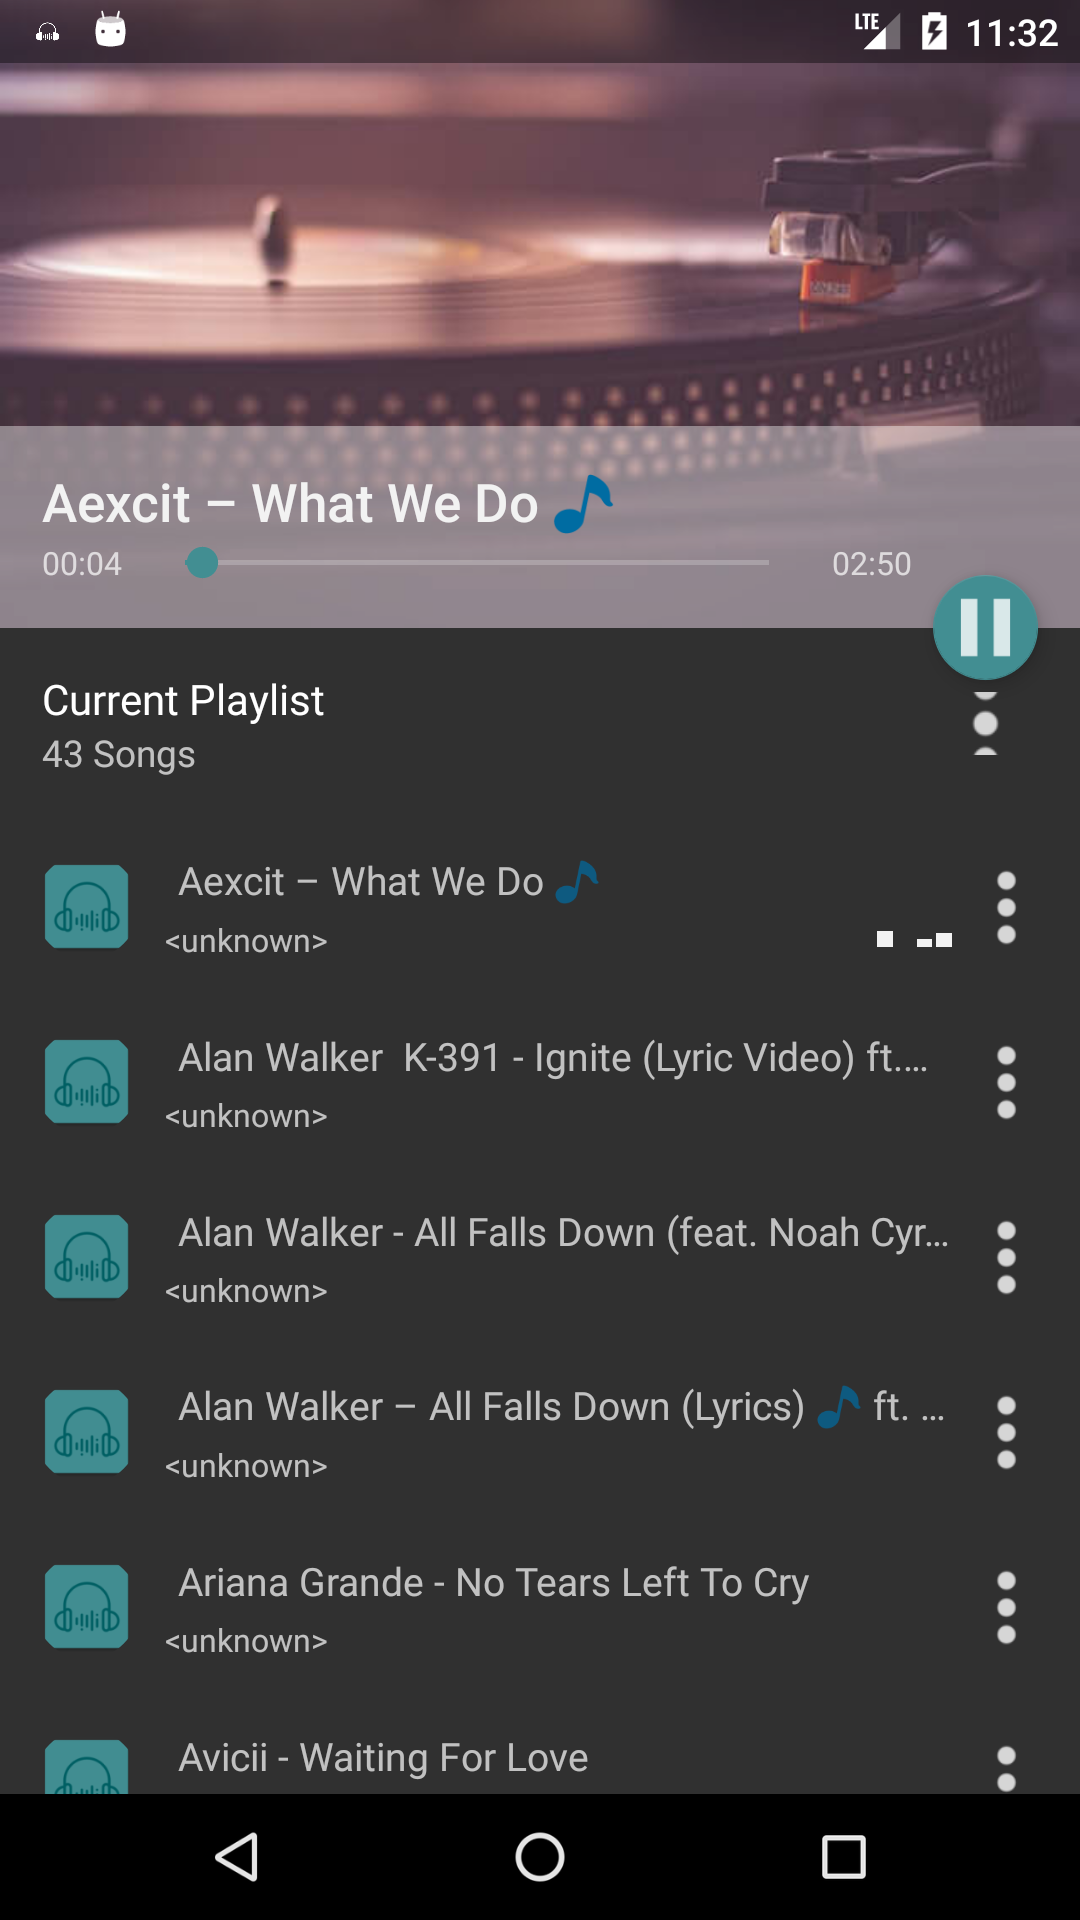 LTE 11:32
Aexcit – What We Do 🎵
00:04 02:50
Current Playlist
43 Songs
Aexcit – What We Do 🎵
<unknown>
Alan Walker  K-391 - Ignite (Lyric Video) ft.…
<unknown>
Alan Walker - All Falls Down (feat. Noah Cyr…
<unknown>
Alan Walker – All Falls Down (Lyrics) 🎵 ft. …
<unknown>
Ariana Grande - No Tears Left To Cry
<unknown>
Avicii - Waiting For Love